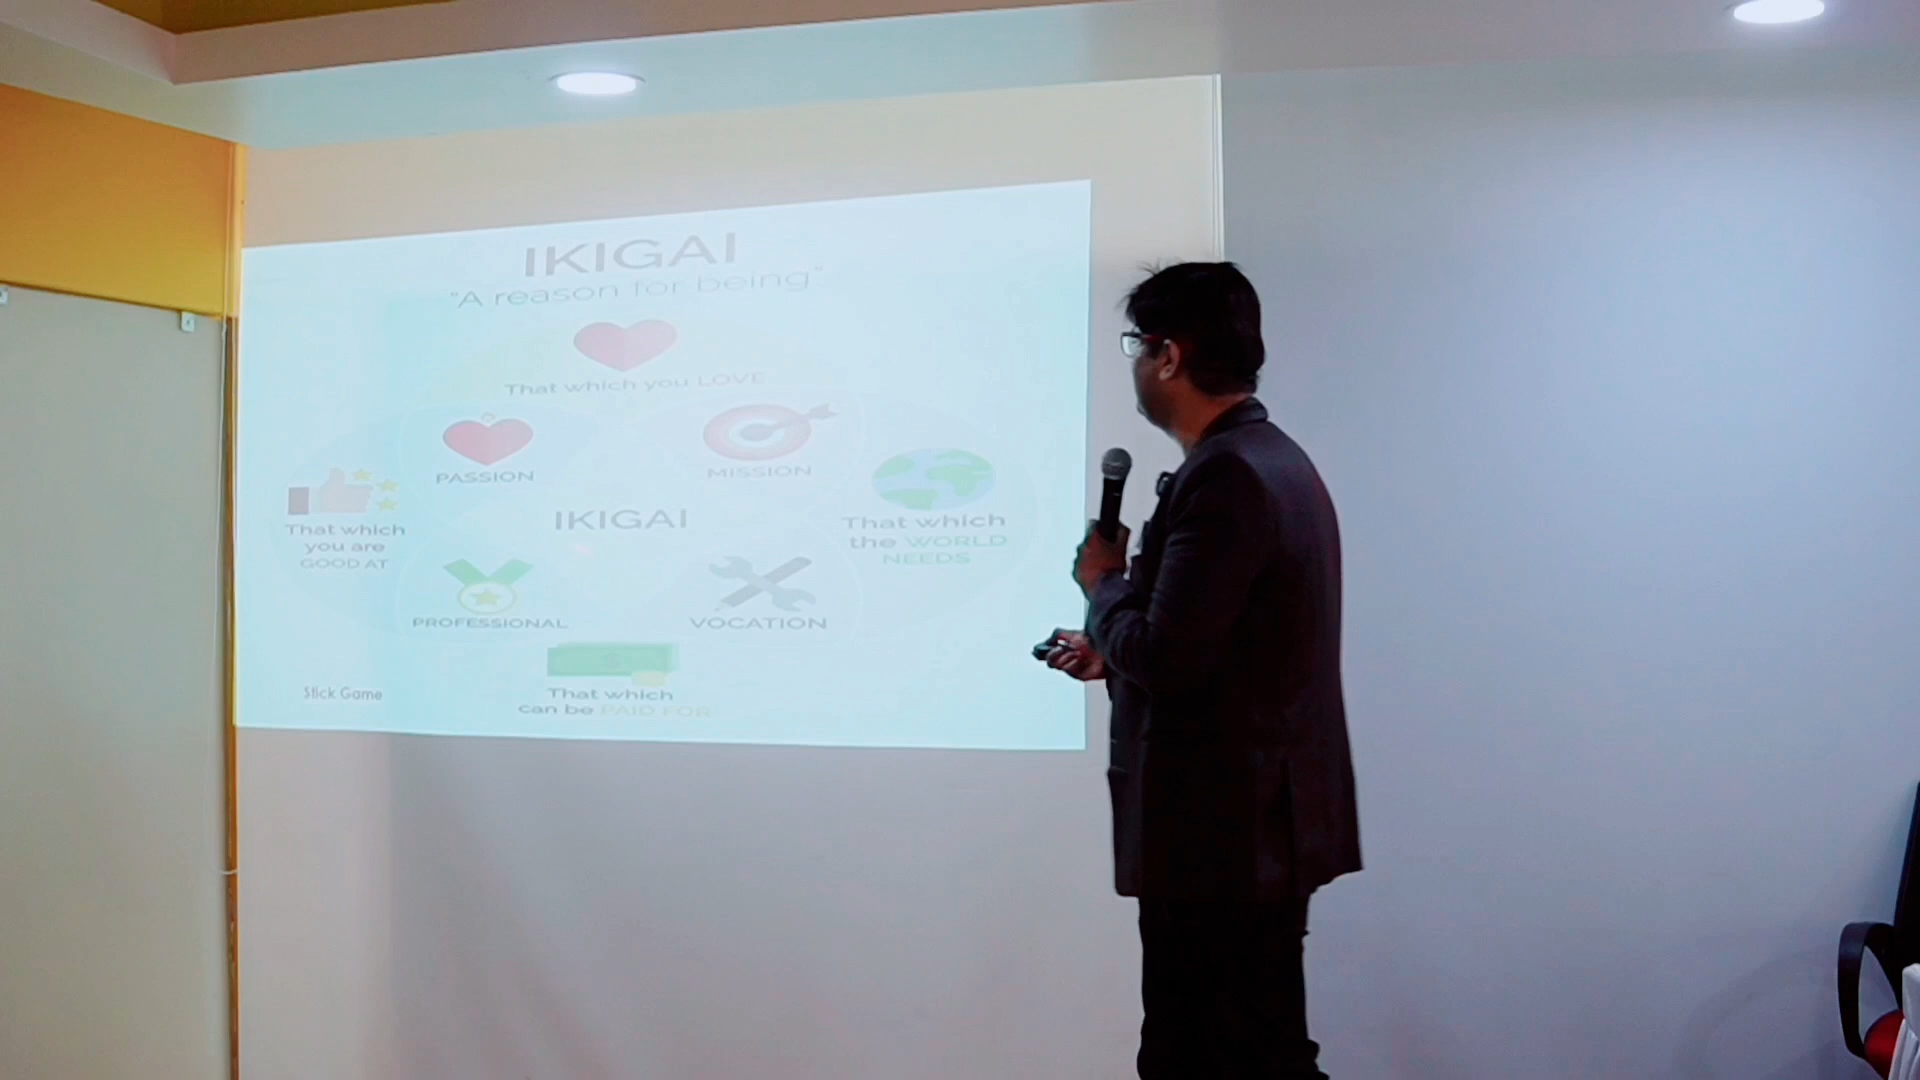 IKIGAI
"A reason for being"
That which you LOVE
PASSION
MISSION
That which
you are
GOOD AT
IKIGAI
That which
the WORLD
NEEDS
PROFESSIONAL
VOCATION
That which
can be PAID FOR
Stick Game